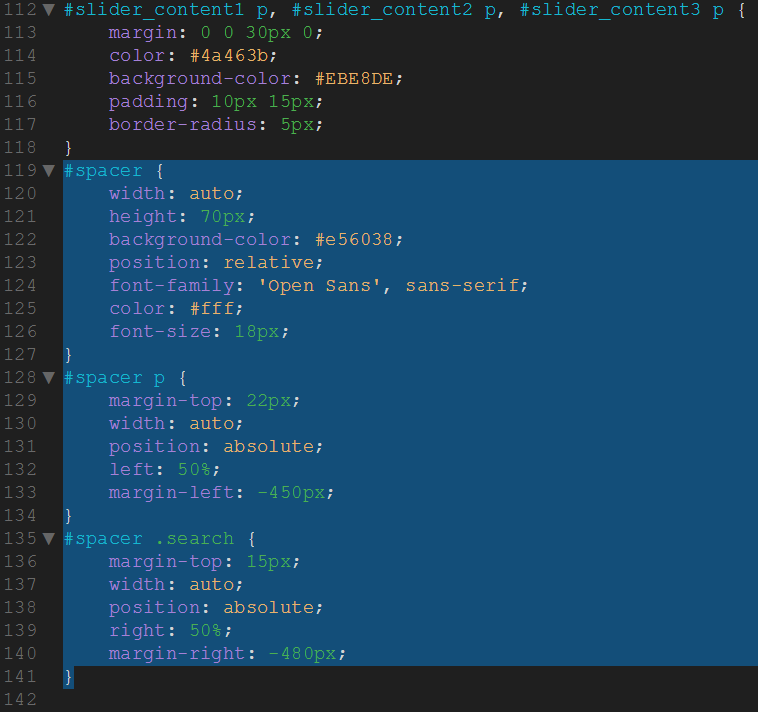 112 ▼ #slider_content1 p, #slider_content2 p, #slider_content3 p {
113 margin: 0 0 30px 0;
114 color: #4a463b;
115 background-color: #EBE8DE;
116 padding: 10px 15px;
117 border-radius: 5px;
118 }
119 ▼ #spacer {
120 width: auto;
121 height: 70px;
122 background-color: #e56038;
123 position: relative;
124 font-family: 'Open Sans', sans-serif;
125 color: #fff;
126 font-size: 18px;
127 }
128 ▼ #spacer p {
129 margin-top: 22px;
130 width: auto;
131 position: absolute;
132 left: 50%;
133 margin-left: -450px;
134 }
135 ▼ #spacer .search {
136 margin-top: 15px;
137 width: auto;
138 position: absolute;
139 right: 50%;
140 margin-right: -480px;
141 }
142